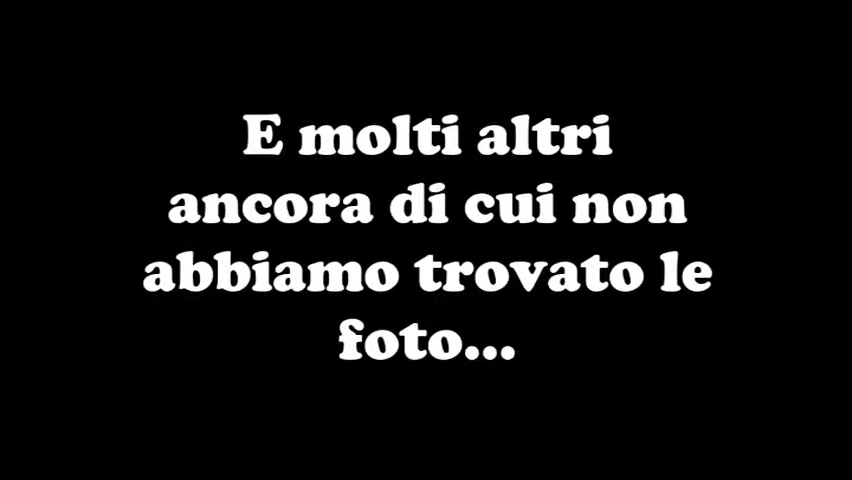 E molti altri
ancora di cui non
abbiamo trovato le
foto...